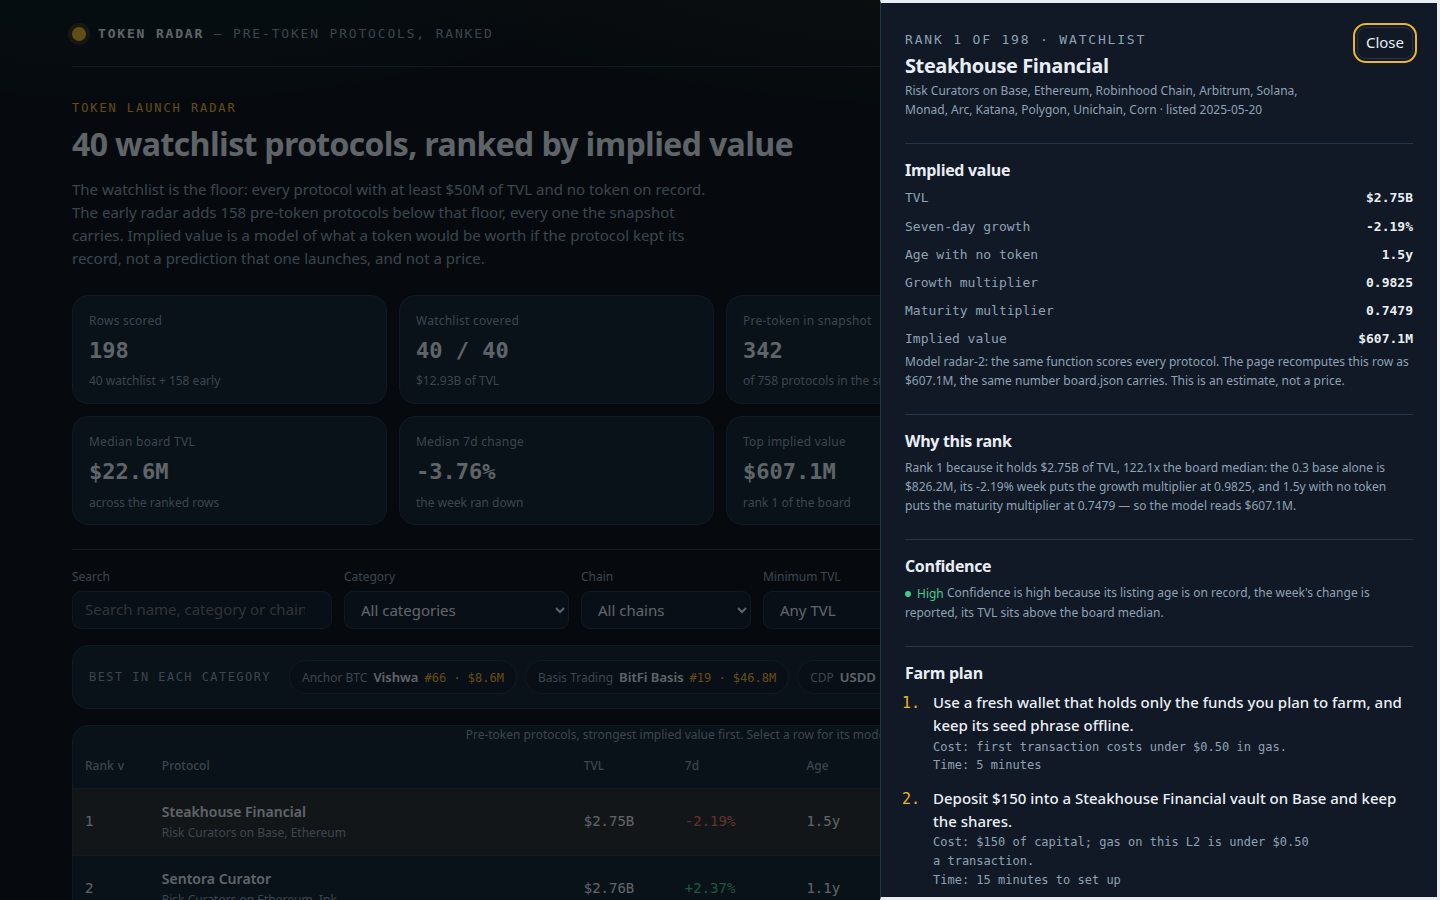 TOKEN RADAR — PRE-TOKEN PROTOCOLS, RANKED
TOKEN LAUNCH RADAR
40 watchlist protocols, ranked by implied value
The watchlist is the floor: every protocol with at least $50M of TVL and no token on record.
The early radar adds 158 pre-token protocols below that floor, every one the snapshot
carries. Implied value is a model of what a token would be worth if the protocol kept its
record, not a prediction that one launches, and not a price.
Rows scored
198
40 watchlist + 158 early
Watchlist covered
40 / 40
$12.93B of TVL
Pre-token in snapshot
342
of 758 protocols in the
Median board TVL
$22.6M
across the ranked rows
Median 7d change
-3.76%
the week ran down
Top implied value
$607.1M
rank 1 of the board
Search
Category
Chain
Minimum TVL
Search name, category or chain
All categories
All chains
Any TVL
BEST IN EACH CATEGORY
Anchor BTC Vishwa #66 · $8.6M
Basis Trading BitFi Basis #19 · $46.8M
CDP USDD
Pre-token protocols, strongest implied value first. Select a row for its
Rank v
Protocol
TVL
7d
Age
1
Steakhouse Financial
Risk Curators on Base, Ethereum
$2.75B
-2.19%
1.5y
2
Sentora Curator
Risk Curators on Ethereum, Ink
$2.76B
+2.37%
1.1y
RANK 1 OF 198 · WATCHLIST
Close
Steakhouse Financial
Risk Curators on Base, Ethereum, Robinhood Chain, Arbitrum, Solana,
Monad, Arc, Katana, Polygon, Unichain, Corn · listed 2025-05-20
Implied value
TVL $2.75B
Seven-day growth -2.19%
Age with no token 1.5y
Growth multiplier 0.9825
Maturity multiplier 0.7479
Implied value $607.1M
Model radar-2: the same function scores every protocol. The page recomputes this row as
$607.1M, the same number board.json carries. This is an estimate, not a price.
Why this rank
Rank 1 because it holds $2.75B of TVL, 122.1x the board median: the 0.3 base alone is
$826.2M, its -2.19% week puts the growth multiplier at 0.9825, and 1.5y with no token
puts the maturity multiplier at 0.7479 — so the model reads $607.1M.
Confidence
High Confidence is high because its listing age is on record, the week's change is
reported, its TVL sits above the board median.
Farm plan
1. Use a fresh wallet that holds only the funds you plan to farm, and
keep its seed phrase offline.
Cost: first transaction costs under $0.50 in gas.
Time: 5 minutes
2. Deposit $150 into a Steakhouse Financial vault on Base and keep
the shares.
Cost: $150 of capital; gas on this L2 is under $0.50
a transaction.
Time: 15 minutes to set up